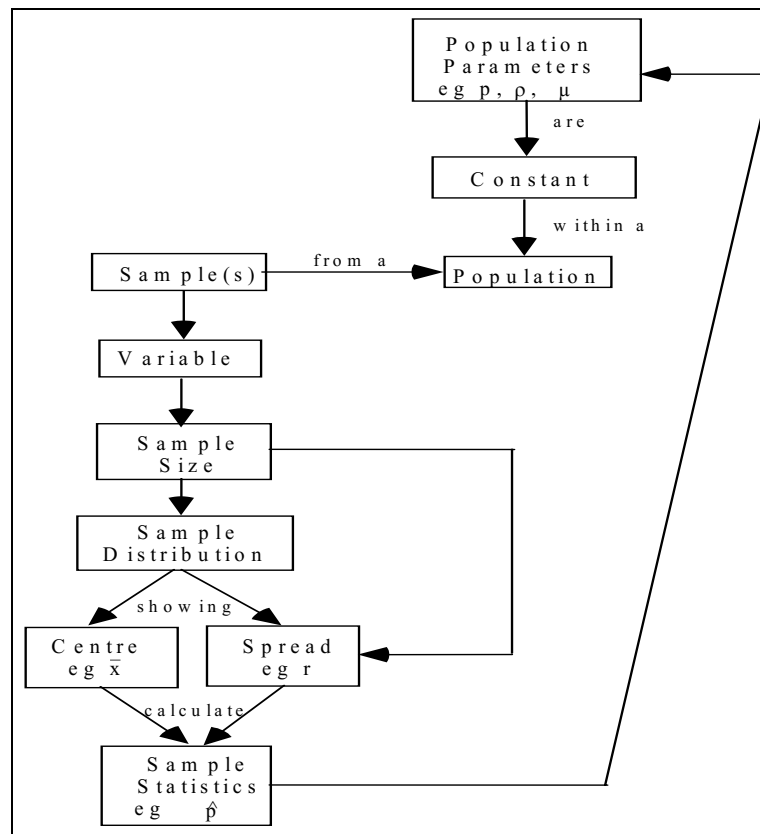 Population
Parameters
eg p, ρ, μ
are
Constant
within a
Sample(s)
from a
Population
Variable
Sample
Size
Sample
Distribution
showing
Centre
eg x̄
Spread
eg r
calculate
Sample
Statistics
eg p̂